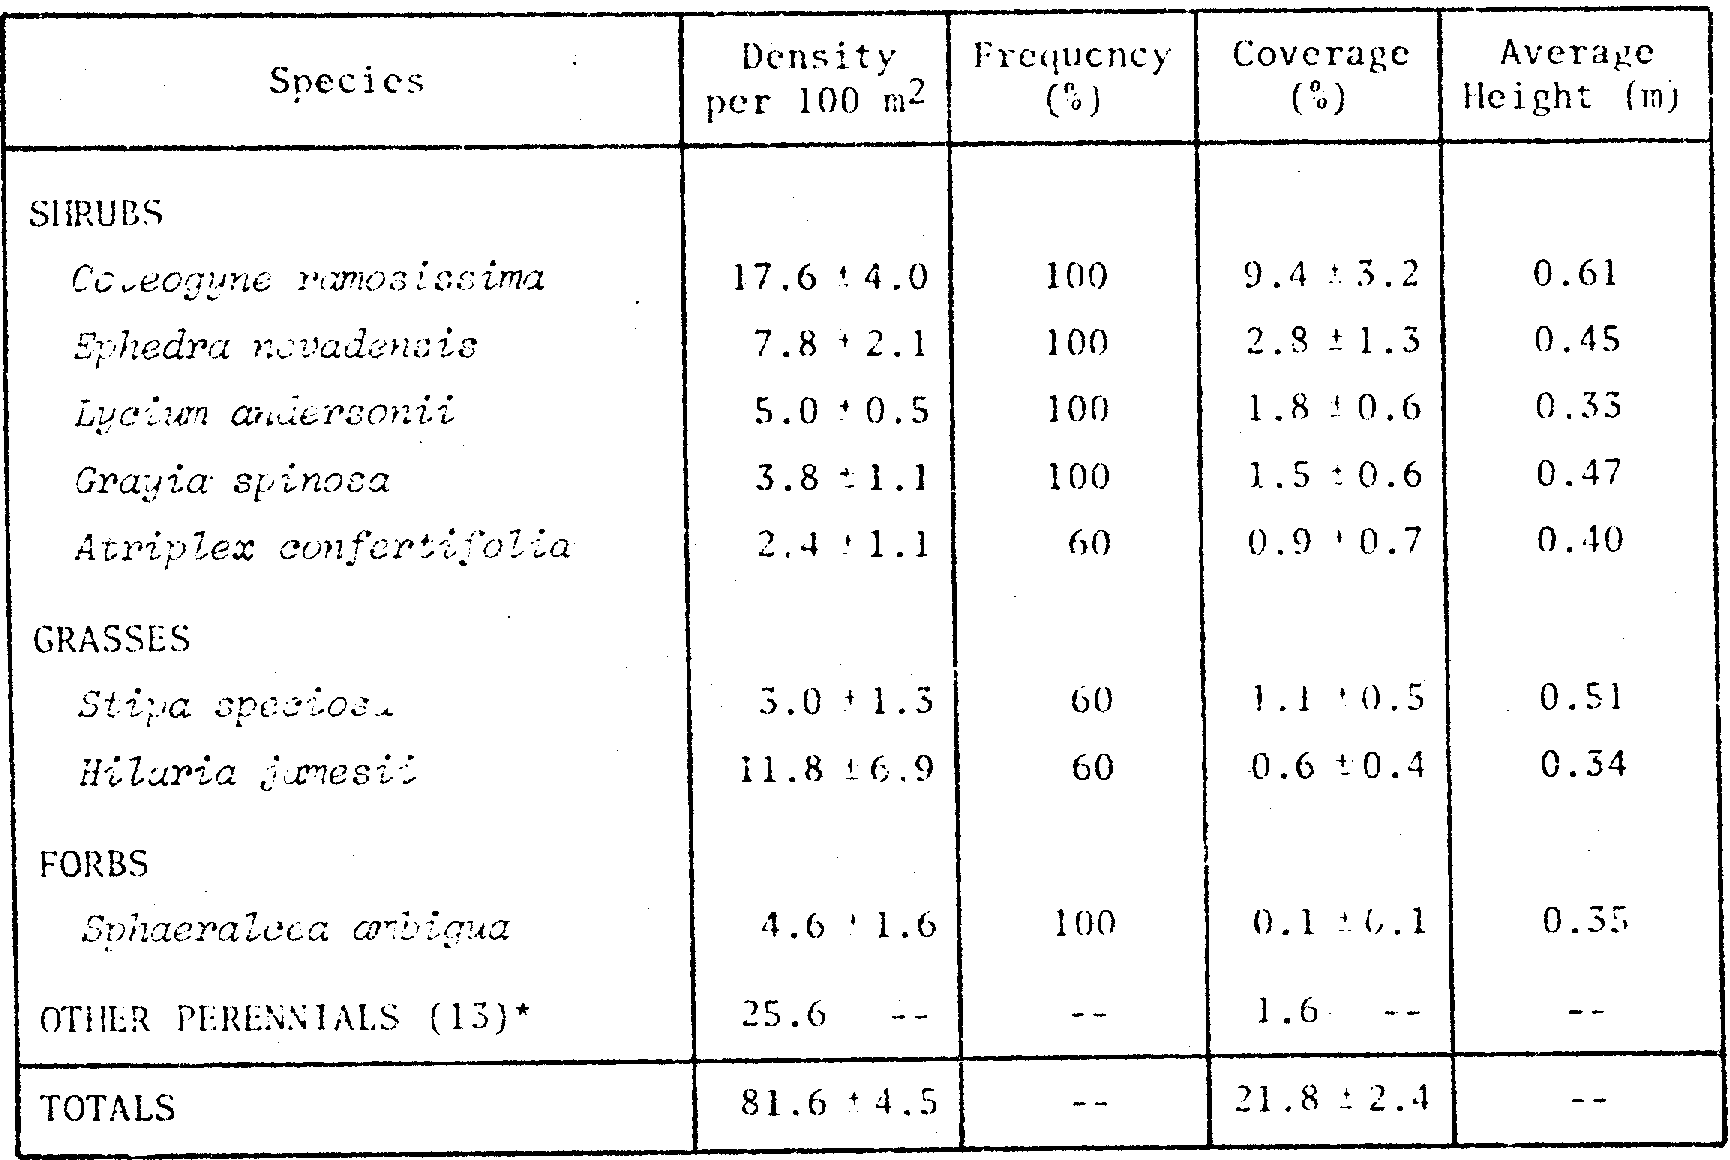 Species | Density per 100 m2 | Frequency (%) | Coverage (%) | Average Height (m)
SHRUBS
Coleogyne ramosissima | 17.6 ± 4.0 | 100 | 9.4 ± 3.2 | 0.61
Ephedra nevadensis | 7.8 ± 2.1 | 100 | 2.8 ± 1.3 | 0.45
Lycium andersonii | 5.0 ± 0.5 | 100 | 1.8 ± 0.6 | 0.33
Grayia spinosa | 3.8 ± 1.1 | 100 | 1.5 ± 0.6 | 0.47
Atriplex confertifolia | 2.4 ± 1.1 | 60 | 0.9 ± 0.7 | 0.40
GRASSES
Stipa speciosa | 3.0 ± 1.3 | 60 | 1.1 ± 0.5 | 0.51
Hilaria jamesii | 11.8 ± 6.9 | 60 | 0.6 ± 0.4 | 0.34
FORBS
Sphaeralcea ambigua | 4.6 ± 1.6 | 100 | 0.1 ± 0.1 | 0.35
OTHER PERENNIALS (13)* | 25.6 -- | -- | 1.6 -- | --
TOTALS | 81.6 ± 4.5 | -- | 21.8 ± 2.4 | --